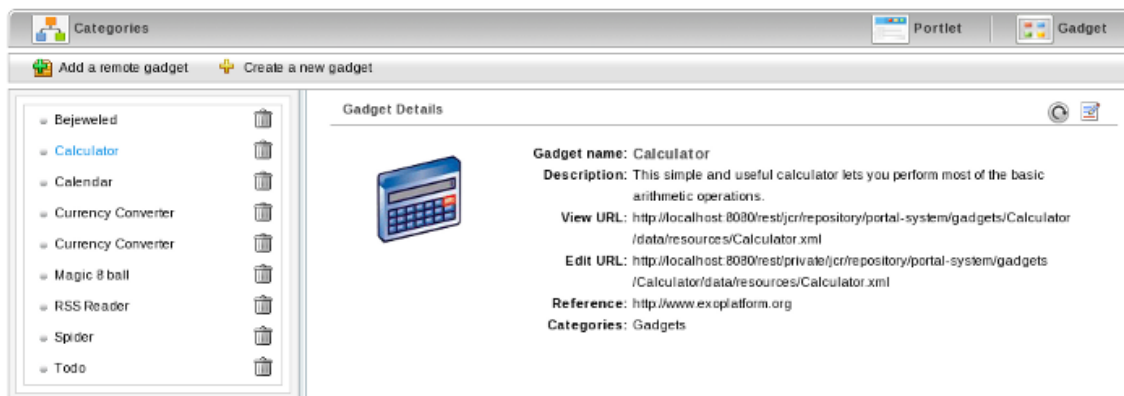 Categories Portlet Gadget
Add a remote gadget Create a new gadget
Bejeweled
Calculator
Calendar
Currency Converter
Currency Converter
Magic 8 ball
RSS Reader
Spider
Todo
Gadget Details
Gadget name: Calculator
Description: This simple and useful calculator lets you perform most of the basic
arithmetic operations.
View URL: http://localhost:8080/rest/jcr/repository/portal-system/gadgets/Calculator
/data/resources/Calculator.xml
Edit URL: http://localhost:8080/rest/private/jcr/repository/portal-system/gadgets
/Calculator/data/resources/Calculator.xml
Reference: http://www.exoplatform.org
Categories: Gadgets